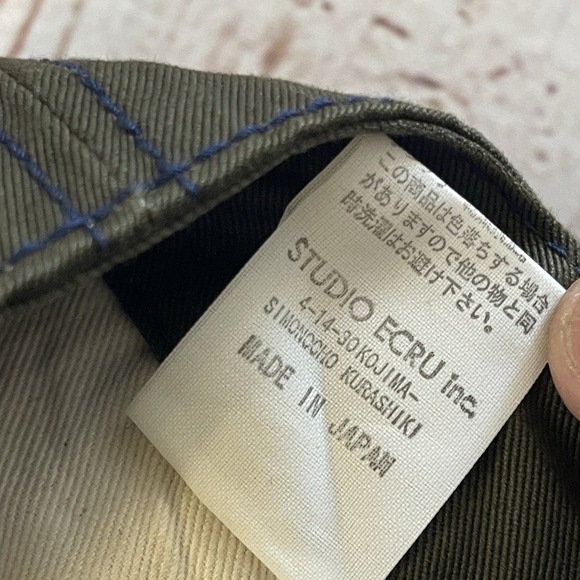 この商品は色落ちする場合
がありますので他の物と同
時洗濯はお避け下さい。
STUDIO ECRU inc.
4-14-30 KOJIMA-
SIMONOCHO KURASHIKI
MADE IN JAPAN